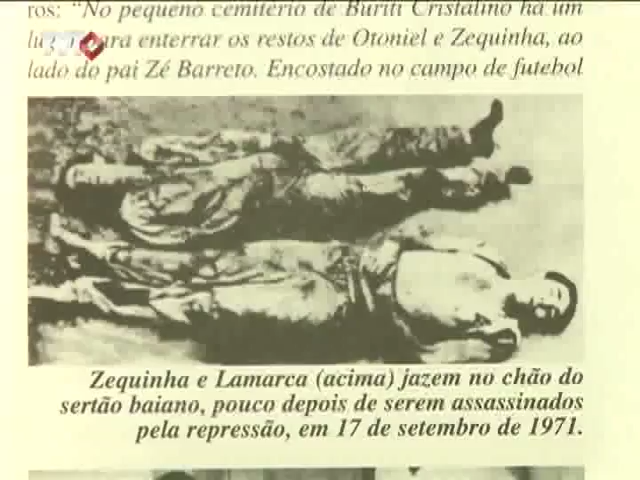 ros: "No pequeno cemitério de Buriti Cristalino há um
para enterrar os restos de Otoniel e Zequinha, ao
lado do pai Zé Barreto. Encostado no campo de futebol
Zequinha e Lamarca (acima) jazem no chão do
sertão baiano, pouco depois de serem assassinados
pela repressão, em 17 de setembro de 1971.